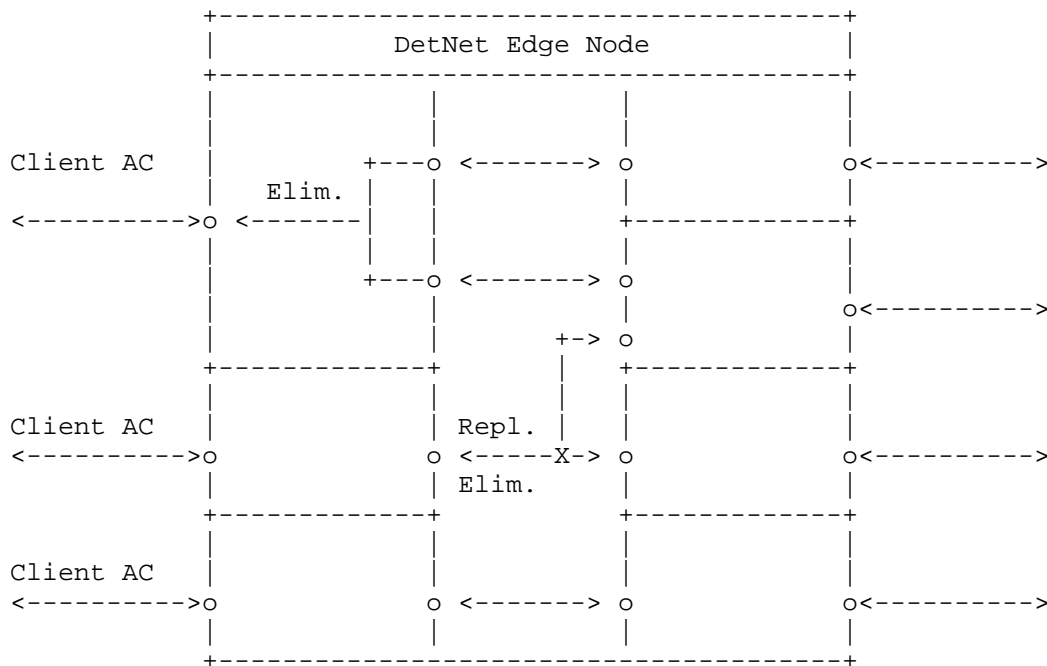 DetNet Edge Node
Client AC
Elim.
Client AC
Repl.
X
Elim.
Client AC